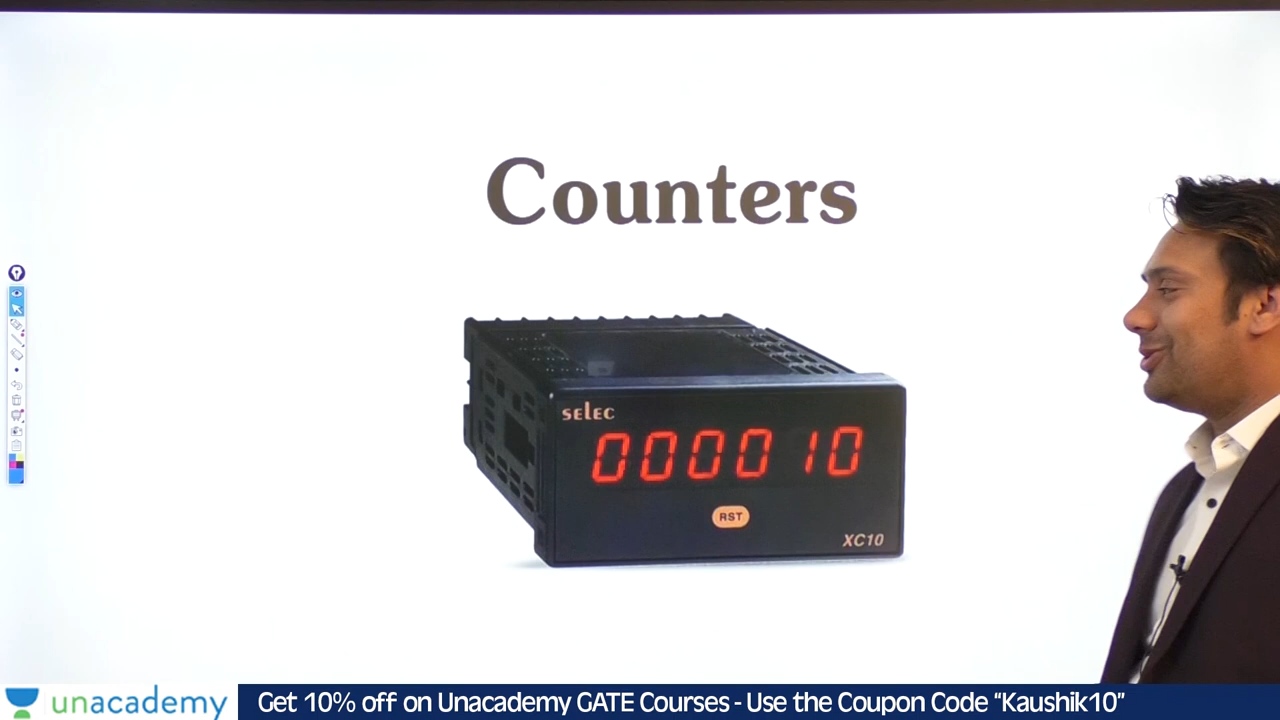 Counters
selec
000010
RST
XC10
unacademy
Get 10% off on Unacademy GATE Courses - Use the Coupon Code “Kaushik10”